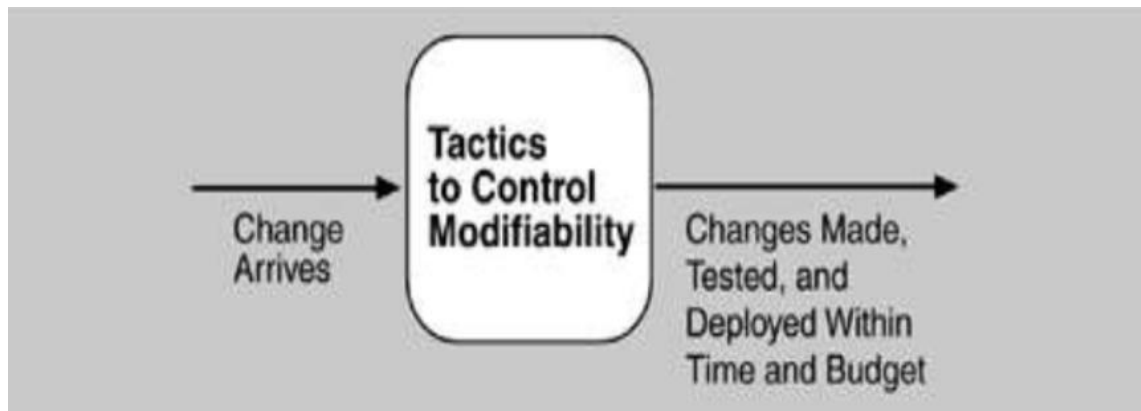 Change
Arrives
Tactics
to Control
Modifiability
Changes Made,
Tested, and
Deployed Within
Time and Budget